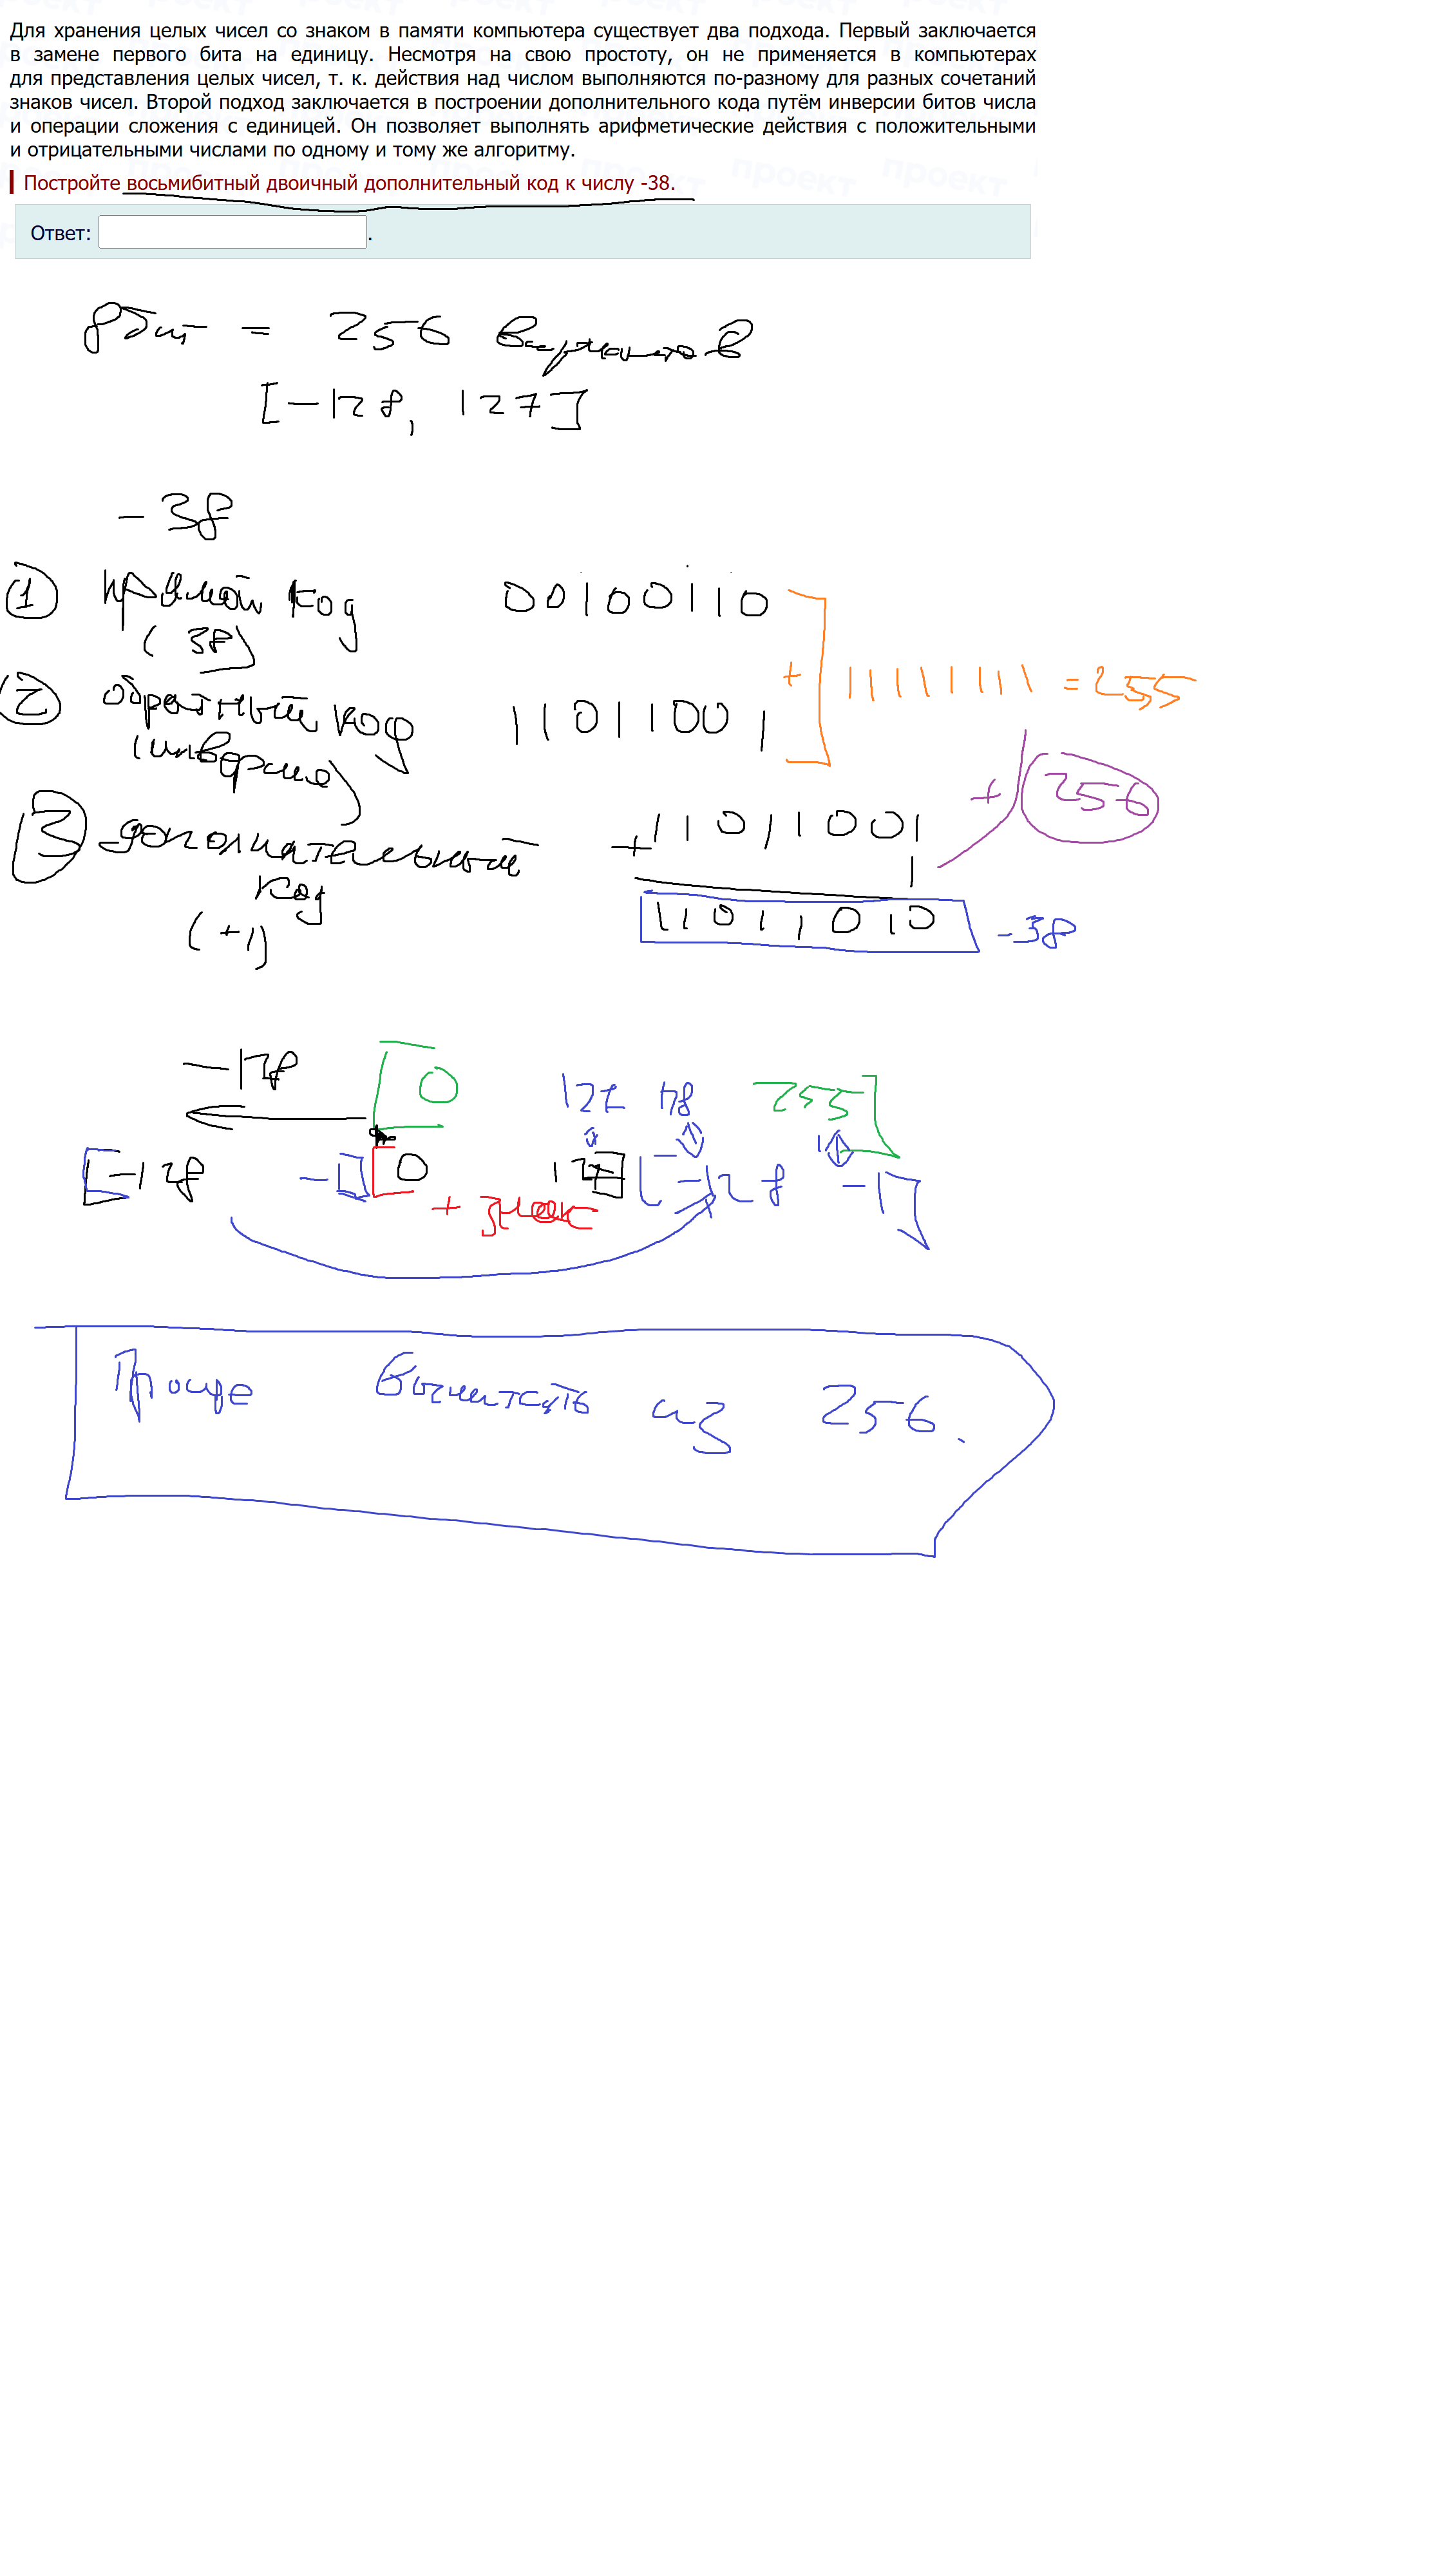 Для хранения целых чисел со знаком в памяти компьютера существует два подхода. Первый заключается
в замене первого бита на единицу. Несмотря на свою простоту, он не применяется в компьютерах
для представления целых чисел, т. к. действия над числом выполняются по-разному для разных сочетаний
знаков чисел. Второй подход заключается в построении дополнительного кода путём инверсии битов числа
и операции сложения с единицей. Он позволяет выполнять арифметические действия с положительными
и отрицательными числами по одному и тому же алгоритму.
Постройте восьмибитный двоичный дополнительный код к числу -38.
Ответ: .
8 бит = 256 вариантов
[-128, 127]
-38
① прямой код 00100110
(38)
+ 11111111 = 255
② обратный код 11011001
(инверсия)
+ 256
③ дополнительный 11011001
+ 1
код
(+1) 11011010 -38
-128 [0 127 128 255]
[-128 -1] [0 127] [-128 -1]
+ знак
Проще вычитать из 256.